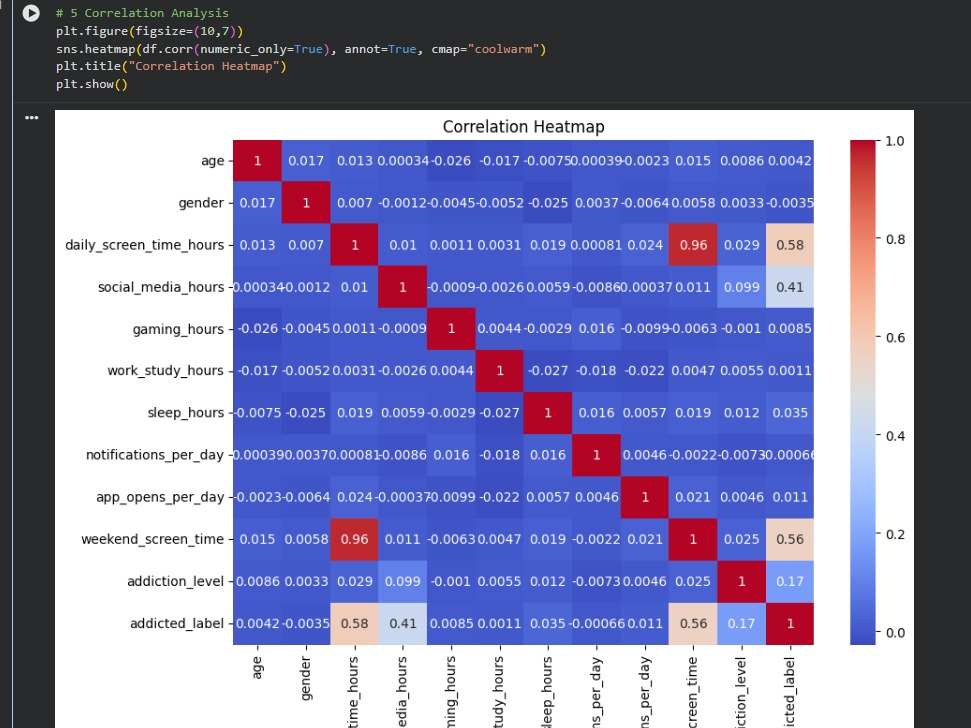 # 5 Correlation Analysis
plt.figure(figsize=(10,7))
sns.heatmap(df.corr(numeric_only=True), annot=True, cmap="coolwarm")
plt.title("Correlation Heatmap")
plt.show()
Correlation Heatmap
age 1 0.017 0.013 0.00034 -0.026 -0.017 -0.0075 0.00039 -0.0023 0.015 0.0086 0.0042
gender 0.017 1 0.007 -0.0012 -0.0045 -0.0052 -0.025 0.0037 -0.0064 0.0058 0.0033 -0.0035
daily_screen_time_hours 0.013 0.007 1 0.01 0.0011 0.0031 0.019 0.00081 0.024 0.96 0.029 0.58
social_media_hours 0.00034 -0.0012 0.01 1 -0.0009 -0.0026 0.0059 -0.0086 0.00037 0.011 0.099 0.41
gaming_hours -0.026 -0.0045 0.0011 -0.0009 1 0.0044 -0.0029 0.016 -0.0099 -0.0063 -0.001 0.0085
work_study_hours -0.017 -0.0052 0.0031 -0.0026 0.0044 1 -0.027 -0.018 -0.022 0.0047 0.0055 0.0011
sleep_hours -0.0075 -0.025 0.019 0.0059 -0.0029 -0.027 1 0.016 0.0057 0.019 0.012 0.035
notifications_per_day 0.00039 0.0037 0.00081 -0.0086 0.016 -0.018 0.016 1 0.0046 -0.0022 -0.0073 0.00066
app_opens_per_day -0.0023 -0.0064 0.024 -0.00037 -0.0099 -0.022 0.0057 0.0046 1 0.021 0.0046 0.011
weekend_screen_time 0.015 0.0058 0.96 0.011 -0.0063 0.0047 0.019 -0.0022 0.021 1 0.025 0.56
addiction_level 0.0086 0.0033 0.029 0.099 -0.001 0.0055 0.012 -0.0073 0.0046 0.025 1 0.17
addicted_label 0.0042 -0.0035 0.58 0.41 0.0085 0.0011 0.035 -0.00066 0.011 0.56 0.17 1
age gender time_hours edia_hours ming_hours tudy_hours leep_hours ns_per_day ns_per_day creen_time ction_level icted_label
1.0
0.8
0.6
0.4
0.2
0.0